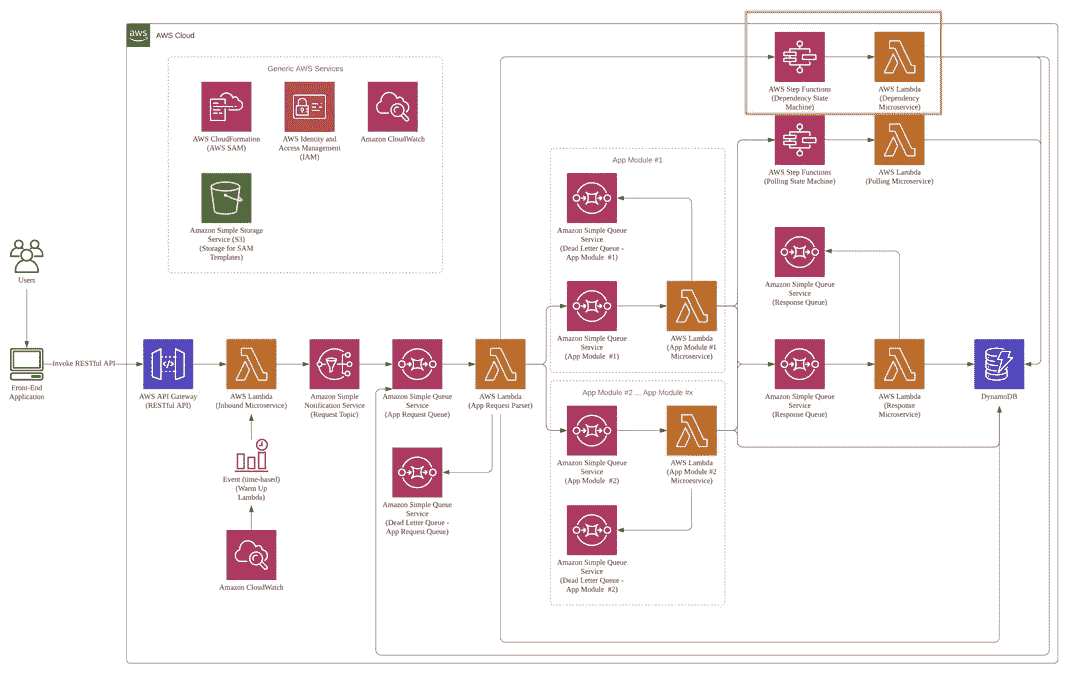 aws
AWS Cloud
Generic AWS Services
AWS CloudFormation
(AWS SAM)
AWS Identity and
Access Management
(IAM)
Amazon CloudWatch
Amazon Simple Storage
Service (S3)
(Storage for SAM
Templates)
Users
Front-End
Application
Invoke RESTful API
AWS API Gateway
(RESTful API)
AWS Lambda
(Inbound Microservice)
Event (time-based)
(Warm Up
Lambda)
Amazon CloudWatch
Amazon Simple
Notification Service
(Request Topic)
Amazon Simple Queue
Service
(App Request Queue)
AWS Lambda
(App Request Parser)
Amazon Simple Queue
Service
(Dead Letter Queue -
App Request Queue)
App Module #1
Amazon Simple Queue
Service
(Dead Letter Queue -
App Module #1)
Amazon Simple Queue
Service
(App Module #1)
AWS Lambda
(App Module #1
Microservice)
App Module #2 ... App Module #x
Amazon Simple Queue
Service
(App Module #2)
AWS Lambda
(App Module #2
Microesrvice)
Amazon Simple Queue
Service
(Dead Letter Queue -
App Module #2)
AWS Step Functions
(Dependency State
Machine)
AWS Lambda
(Dependency
Microservice)
AWS Step Functions
(Polling State Machine)
AWS Lambda
(Polling Microservice)
Amazon Simple Queue
Service
(Response Queue)
Amazon Simple Queue
Service
(Response Queue)
AWS Lambda
(Response
Microservice)
DynamoDB